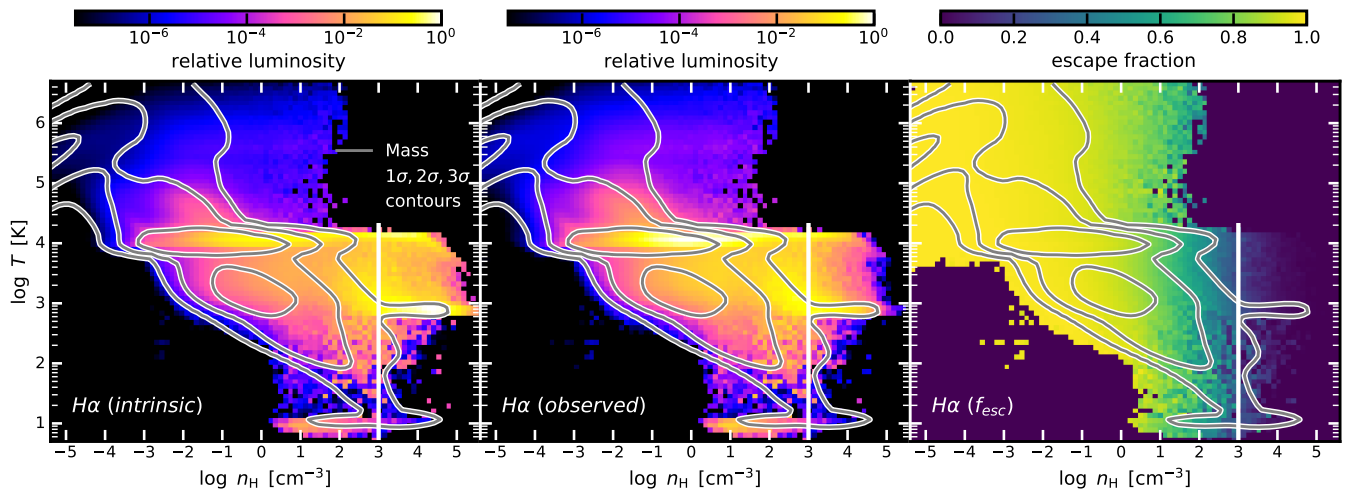 10⁻⁶ 10⁻⁴ 10⁻² 10⁰
relative luminosity
10⁻⁶ 10⁻⁴ 10⁻² 10⁰
relative luminosity
0.0 0.2 0.4 0.6 0.8 1.0
escape fraction
log T [K]
6
5
4
3
2
1
Mass
1σ, 2σ, 3σ
contours
Hα (intrinsic)
−5 −4 −3 −2 −1 0 1 2 3 4 5
log n_H [cm⁻³]
Hα (observed)
−5 −4 −3 −2 −1 0 1 2 3 4 5
log n_H [cm⁻³]
Hα (f_esc)
−5 −4 −3 −2 −1 0 1 2 3 4 5
log n_H [cm⁻³]